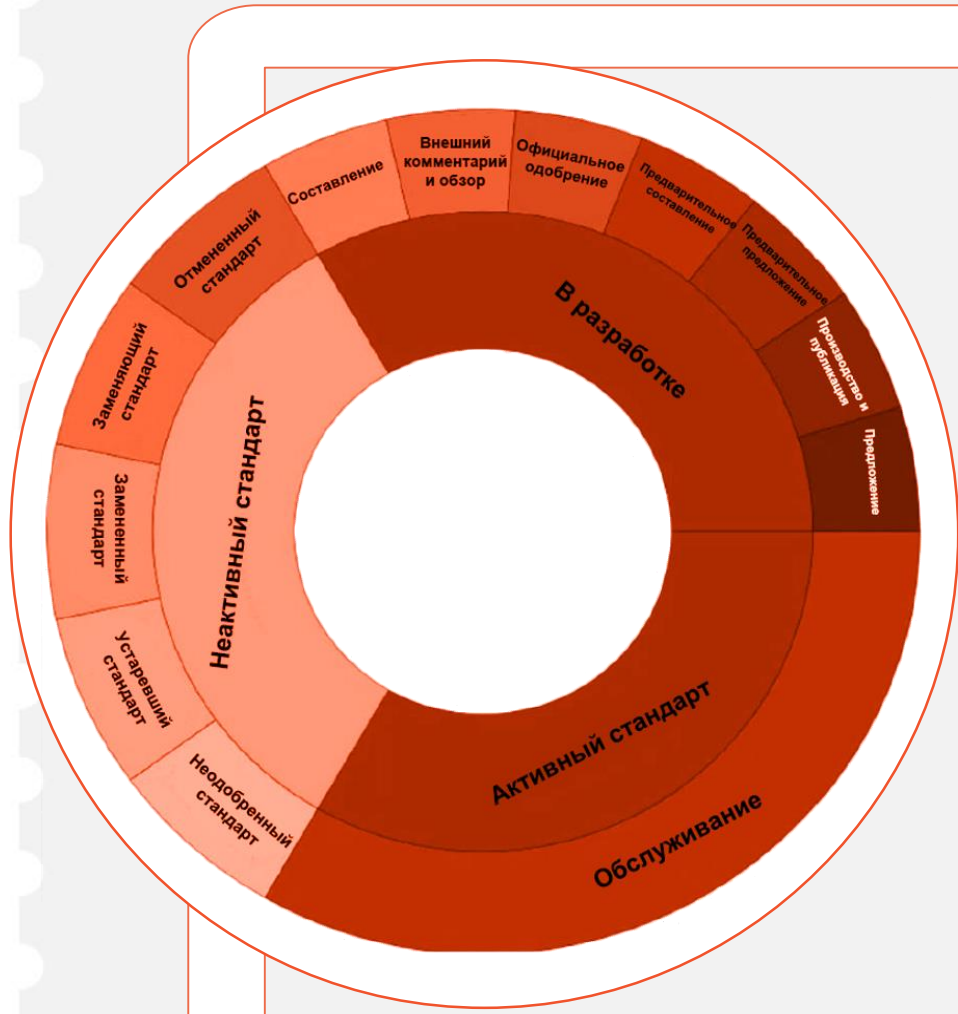 Составление
Внешний
комментарий
и обзор
Официальное
одобрение
Предварительное
составление
Предварительное
предложение
Производство и
публикация
Предложение
В разработке
Отмененный
стандарт
Заменяющий
стандарт
Замененный
стандарт
Устаревший
стандарт
Неодобренный
стандарт
Неактивный стандарт
Активный стандарт
Обслуживание